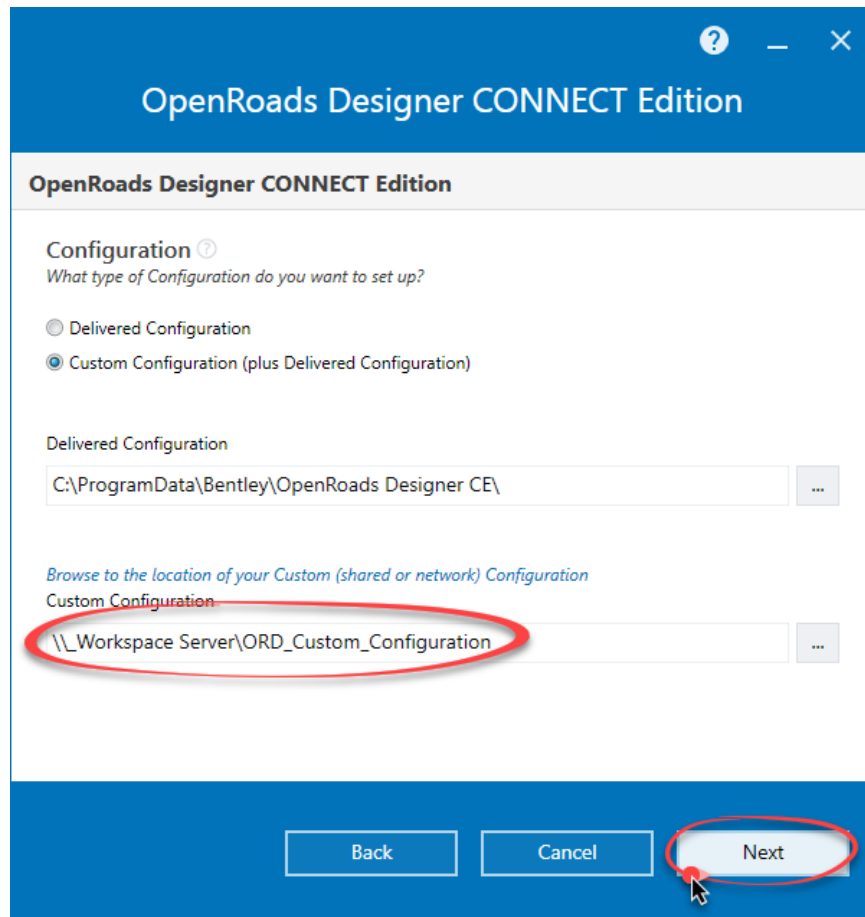 OpenRoads Designer CONNECT Edition
OpenRoads Designer CONNECT Edition
Configuration
What type of Configuration do you want to set up?
Delivered Configuration
Custom Configuration (plus Delivered Configuration)
Delivered Configuration
C:\ProgramData\Bentley\OpenRoads Designer CE\
...
Browse to the location of your Custom (shared or network) Configuration
Custom Configuration
\\_Workspace Server\ORD_Custom_Configuration
...
Back
Cancel
Next